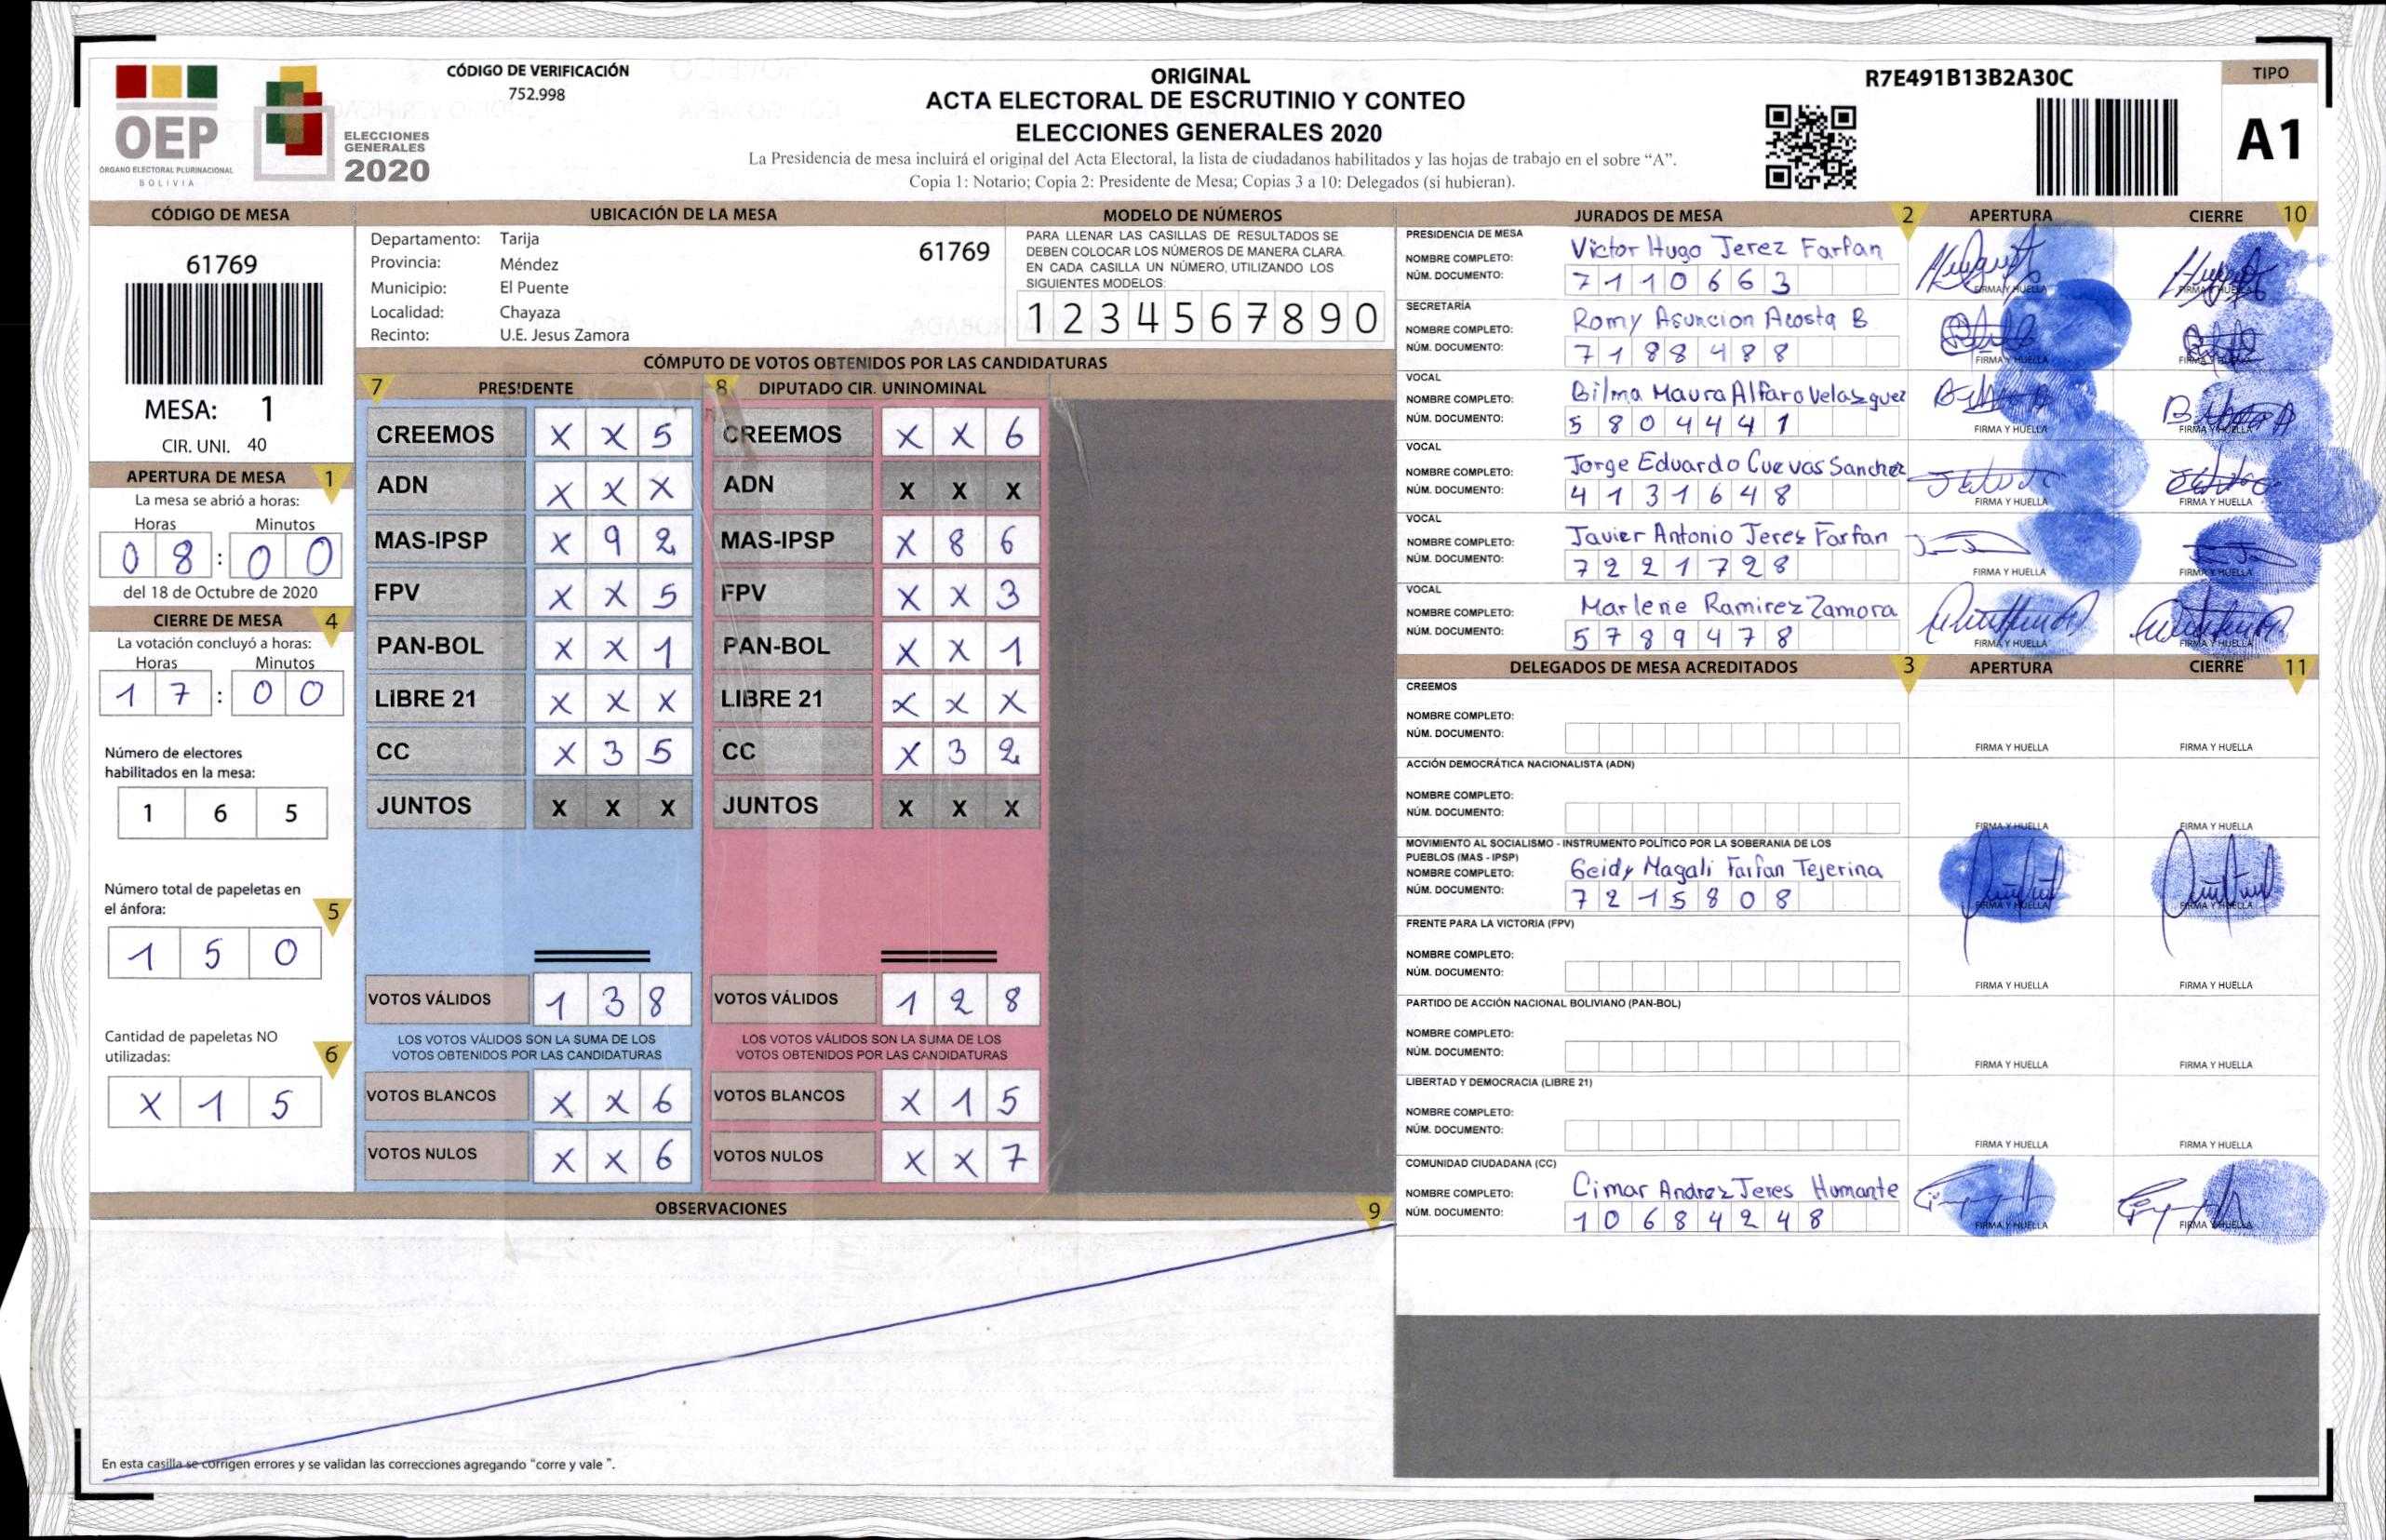 OEP
ÓRGANO ELECTORAL PLURINACIONAL
BOLIVIA
ELECCIONES
GENERALES
2020
CÓDIGO DE VERIFICACIÓN
752.998
ORIGINAL
ACTA ELECTORAL DE ESCRUTINIO Y CONTEO
ELECCIONES GENERALES 2020
La Presidencia de mesa incluirá el original del Acta Electoral, la lista de ciudadanos habilitados y las hojas de trabajo en el sobre “A”.
Copia 1: Notario; Copia 2: Presidente de Mesa; Copias 3 a 10: Delegados (si hubieran).
R7E491B13B2A30C
TIPO
A1
CÓDIGO DE MESA
61769
MESA: 1
CIR. UNI. 40
APERTURA DE MESA 1
La mesa se abrió a horas:
Horas Minutos
0 8 : 0 0
del 18 de Octubre de 2020
CIERRE DE MESA 4
La votación concluyó a horas:
Horas Minutos
1 7 : 0 0
Número de electores
habilitados en la mesa:
1 6 5
Número total de papeletas en
el ánfora: 5
1 5 0
Cantidad de papeletas NO
utilizadas: 6
X 1 5
UBICACIÓN DE LA MESA
Departamento: Tarija
61769
Provincia: Méndez
Municipio: El Puente
Localidad: Chayaza
Recinto: U.E. Jesus Zamora
MODELO DE NÚMEROS
PARA LLENAR LAS CASILLAS DE RESULTADOS SE
DEBEN COLOCAR LOS NÚMEROS DE MANERA CLARA.
EN CADA CASILLA UN NÚMERO, UTILIZANDO LOS
SIGUIENTES MODELOS:
1 2 3 4 5 6 7 8 9 0
CÓMPUTO DE VOTOS OBTENIDOS POR LAS CANDIDATURAS
7 PRESIDENTE
CREEMOS X X 5
ADN X X X
MAS-IPSP X 9 2
FPV X X 5
PAN-BOL X X 1
LIBRE 21 X X X
CC X 3 5
JUNTOS X X X
VOTOS VÁLIDOS 1 3 8
LOS VOTOS VÁLIDOS SON LA SUMA DE LOS
VOTOS OBTENIDOS POR LAS CANDIDATURAS
VOTOS BLANCOS X X 6
VOTOS NULOS X X 6
8 DIPUTADO CIR. UNINOMINAL
CREEMOS X X 6
ADN X X X
MAS-IPSP X 8 6
FPV X X 3
PAN-BOL X X 1
LIBRE 21 X X X
CC X 3 2
JUNTOS X X X
VOTOS VÁLIDOS 1 2 8
LOS VOTOS VÁLIDOS SON LA SUMA DE LOS
VOTOS OBTENIDOS POR LAS CANDIDATURAS
VOTOS BLANCOS X 1 5
VOTOS NULOS X X 7
OBSERVACIONES 9
En esta casilla se corrigen errores y se validan las correcciones agregando “corre y vale ”.
JURADOS DE MESA 2 APERTURA CIERRE 10
PRESIDENCIA DE MESA
NOMBRE COMPLETO: Victor Hugo Jerez Farfan
NÚM. DOCUMENTO: 7 1 1 0 6 6 3
FIRMA Y HUELLA FIRMA Y HUELLA
SECRETARÍA
NOMBRE COMPLETO: Romy Asuncion Acosta B
NÚM. DOCUMENTO: 7 1 8 8 4 8 8
FIRMA Y HUELLA FIRMA Y HUELLA
VOCAL
NOMBRE COMPLETO: Bilma Maura Alfaro Velazquez
NÚM. DOCUMENTO: 5 8 0 4 4 4 1
FIRMA Y HUELLA FIRMA Y HUELLA
VOCAL
NOMBRE COMPLETO: Jorge Eduardo Cuevas Sanchez
NÚM. DOCUMENTO: 4 1 3 1 6 4 8
FIRMA Y HUELLA FIRMA Y HUELLA
VOCAL
NOMBRE COMPLETO: Javier Antonio Jerez Farfan
NÚM. DOCUMENTO: 7 2 2 1 7 2 8
FIRMA Y HUELLA FIRMA Y HUELLA
VOCAL
NOMBRE COMPLETO: Marlene Ramirez Zamora
NÚM. DOCUMENTO: 5 7 8 9 4 7 8
FIRMA Y HUELLA FIRMA Y HUELLA
DELEGADOS DE MESA ACREDITADOS 3 APERTURA CIERRE 11
CREEMOS
NOMBRE COMPLETO:
NÚM. DOCUMENTO:
FIRMA Y HUELLA FIRMA Y HUELLA
ACCIÓN DEMOCRÁTICA NACIONALISTA (ADN)
NOMBRE COMPLETO:
NÚM. DOCUMENTO:
FIRMA Y HUELLA FIRMA Y HUELLA
MOVIMIENTO AL SOCIALISMO - INSTRUMENTO POLÍTICO POR LA SOBERANIA DE LOS
PUEBLOS (MAS - IPSP)
NOMBRE COMPLETO: Geidy Magali Farfan Tejerina
NÚM. DOCUMENTO: 7 2 1 5 8 0 8
FIRMA Y HUELLA FIRMA Y HUELLA
FRENTE PARA LA VICTORIA (FPV)
NOMBRE COMPLETO:
NÚM. DOCUMENTO:
FIRMA Y HUELLA FIRMA Y HUELLA
PARTIDO DE ACCIÓN NACIONAL BOLIVIANO (PAN-BOL)
NOMBRE COMPLETO:
NÚM. DOCUMENTO:
FIRMA Y HUELLA FIRMA Y HUELLA
LIBERTAD Y DEMOCRACIA (LIBRE 21)
NOMBRE COMPLETO:
NÚM. DOCUMENTO:
FIRMA Y HUELLA FIRMA Y HUELLA
COMUNIDAD CIUDADANA (CC)
NOMBRE COMPLETO: Cimar Andrez Jeres Humante
NÚM. DOCUMENTO: 1 0 6 8 4 2 4 8
FIRMA Y HUELLA FIRMA Y HUELLA